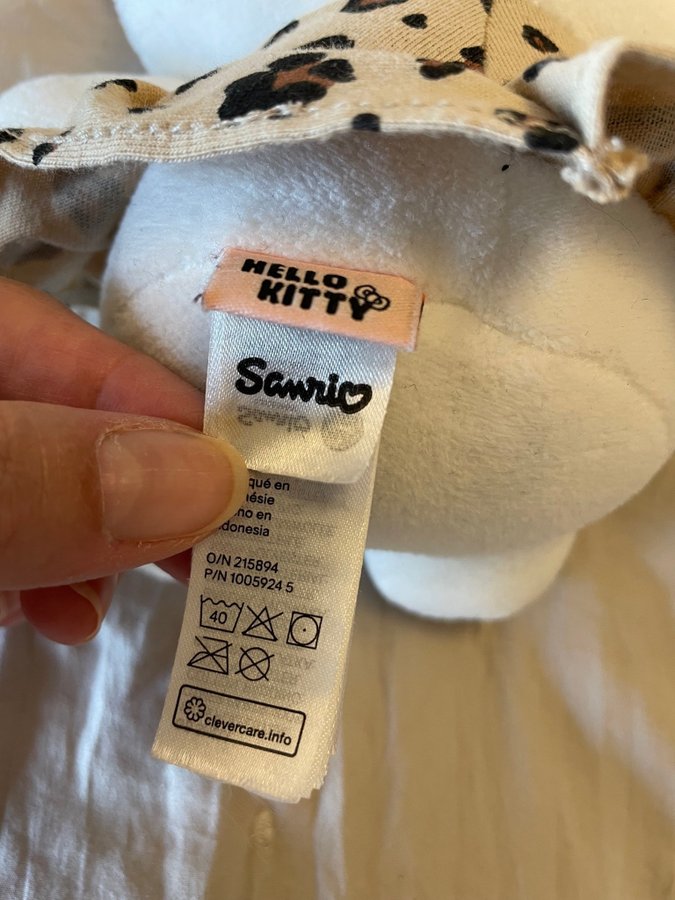 HELLO
KITTY
Sanrio
qué en
ésie
no en
donesia
O/N 215894
P/N 1005924 5
40
clevercare.info